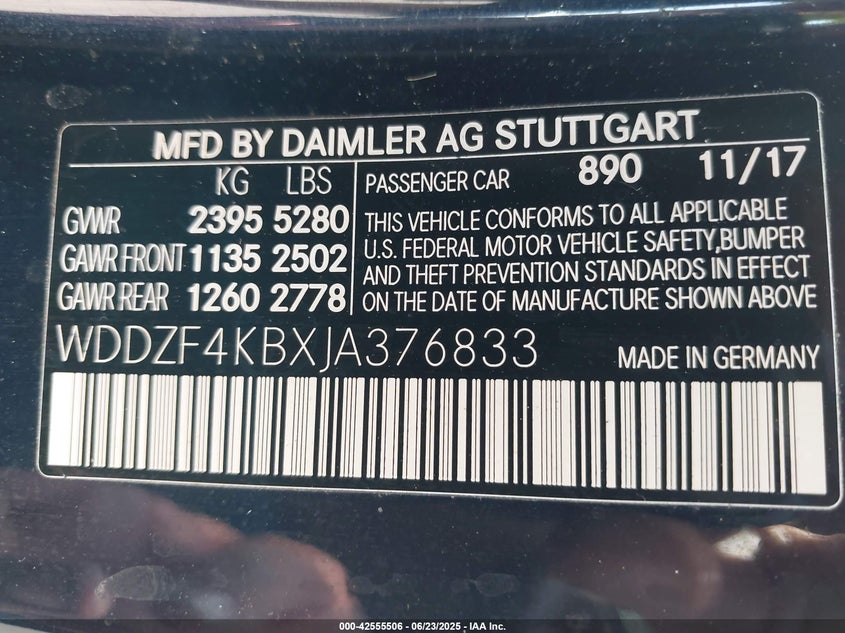 MFD BY DAIMLER AG STUTTGART
KG LBS
GVWR 2395 5280
GAWR FRONT 1135 2502
GAWR REAR 1260 2778
PASSENGER CAR 890 11/17
THIS VEHICLE CONFORMS TO ALL APPLICABLE
U.S. FEDERAL MOTOR VEHICLE SAFETY,BUMPER
AND THEFT PREVENTION STANDARDS IN EFFECT
ON THE DATE OF MANUFACTURE SHOWN ABOVE
WDDZF4KBXJA376833 MADE IN GERMANY
000-42555506 | 06/23/2025 - IAA Inc.